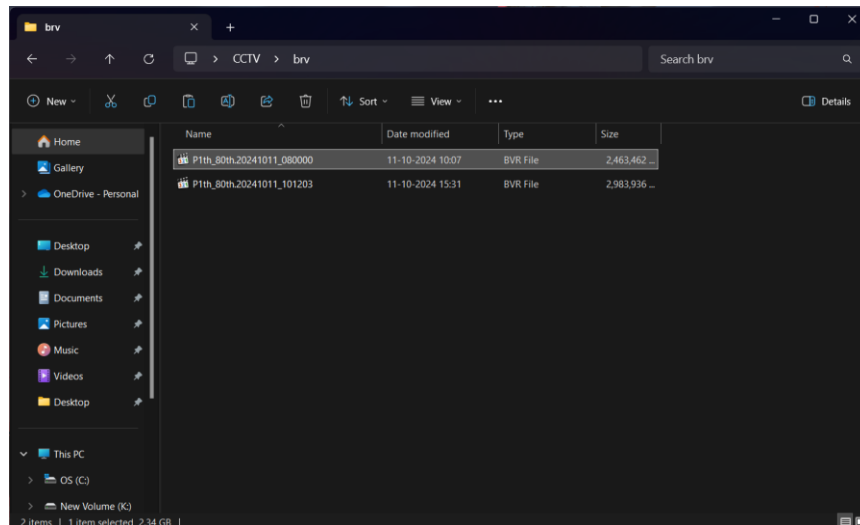 brv
CCTV > brv
Search brv
New
Sort
View
Details
Name
Date modified
Type
Size
P1th_80th.20241011_080000
11-10-2024 10:07
BVR File
2,463,462 ...
P1th_80th.20241011_101203
11-10-2024 15:31
BVR File
2,983,936 ...
Home
Gallery
OneDrive - Personal
Desktop
Downloads
Documents
Pictures
Music
Videos
Desktop
This PC
OS (C:)
New Volume (K:)
2 items | 1 item selected 2.34 GB |